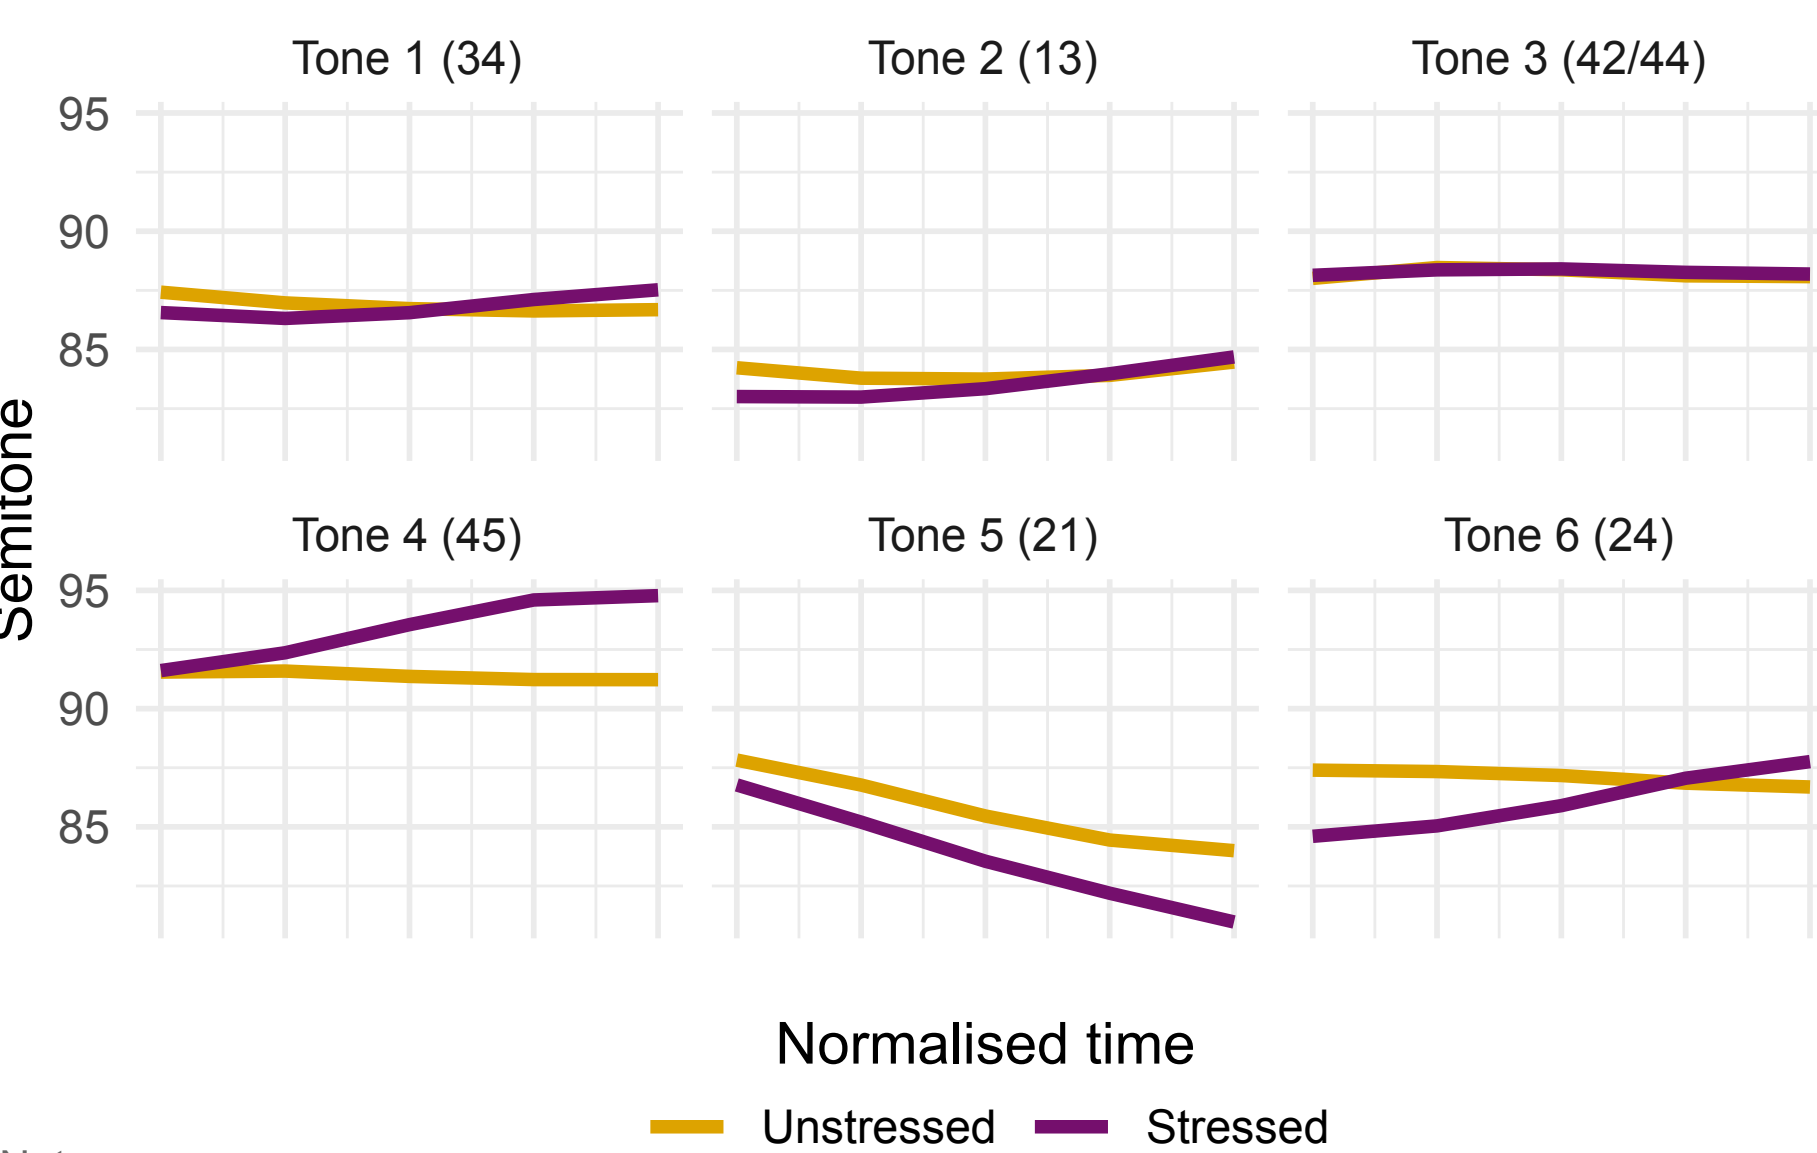 Tone 1 (34) Tone 2 (13) Tone 3 (42/44)
95
90
85
Semitone
Tone 4 (45) Tone 5 (21) Tone 6 (24)
95
90
85
Normalised time
Unstressed Stressed